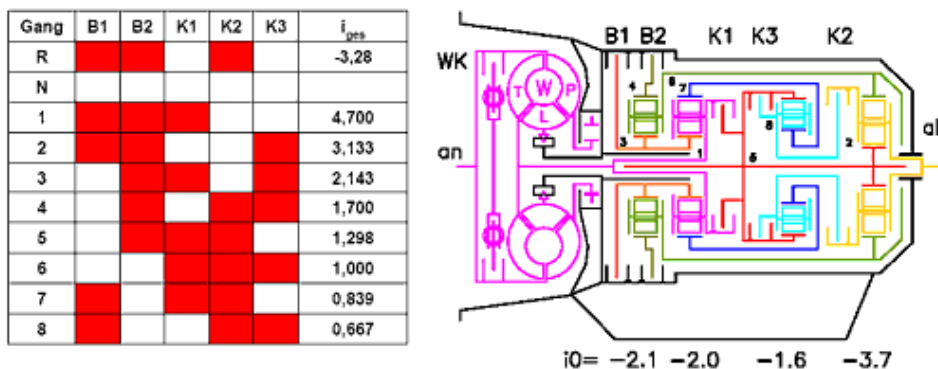 Gang B1 B2 K1 K2 K3 iges
R -3,28
N
1 4,700
2 3,133
3 2,143
4 1,700
5 1,298
6 1,000
7 0,839
8 0,667
B1 B2 K1 K3 K2
WK
4 6 7
T W P
L
8
3 1 2
an 5 ab
i0= -2.1 -2.0 -1.6 -3.7